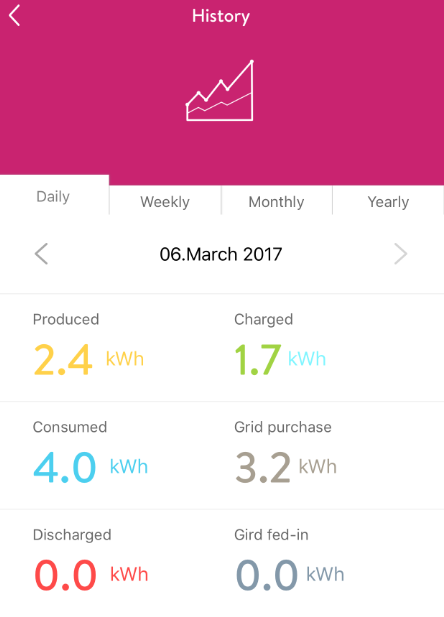 History
Daily
Weekly
Monthly
Yearly
06.March 2017
Produced
Charged
2.4 kWh
1.7 kWh
Consumed
Grid purchase
4.0 kWh
3.2 kWh
Discharged
Gird fed-in
0.0 kWh
0.0 kWh